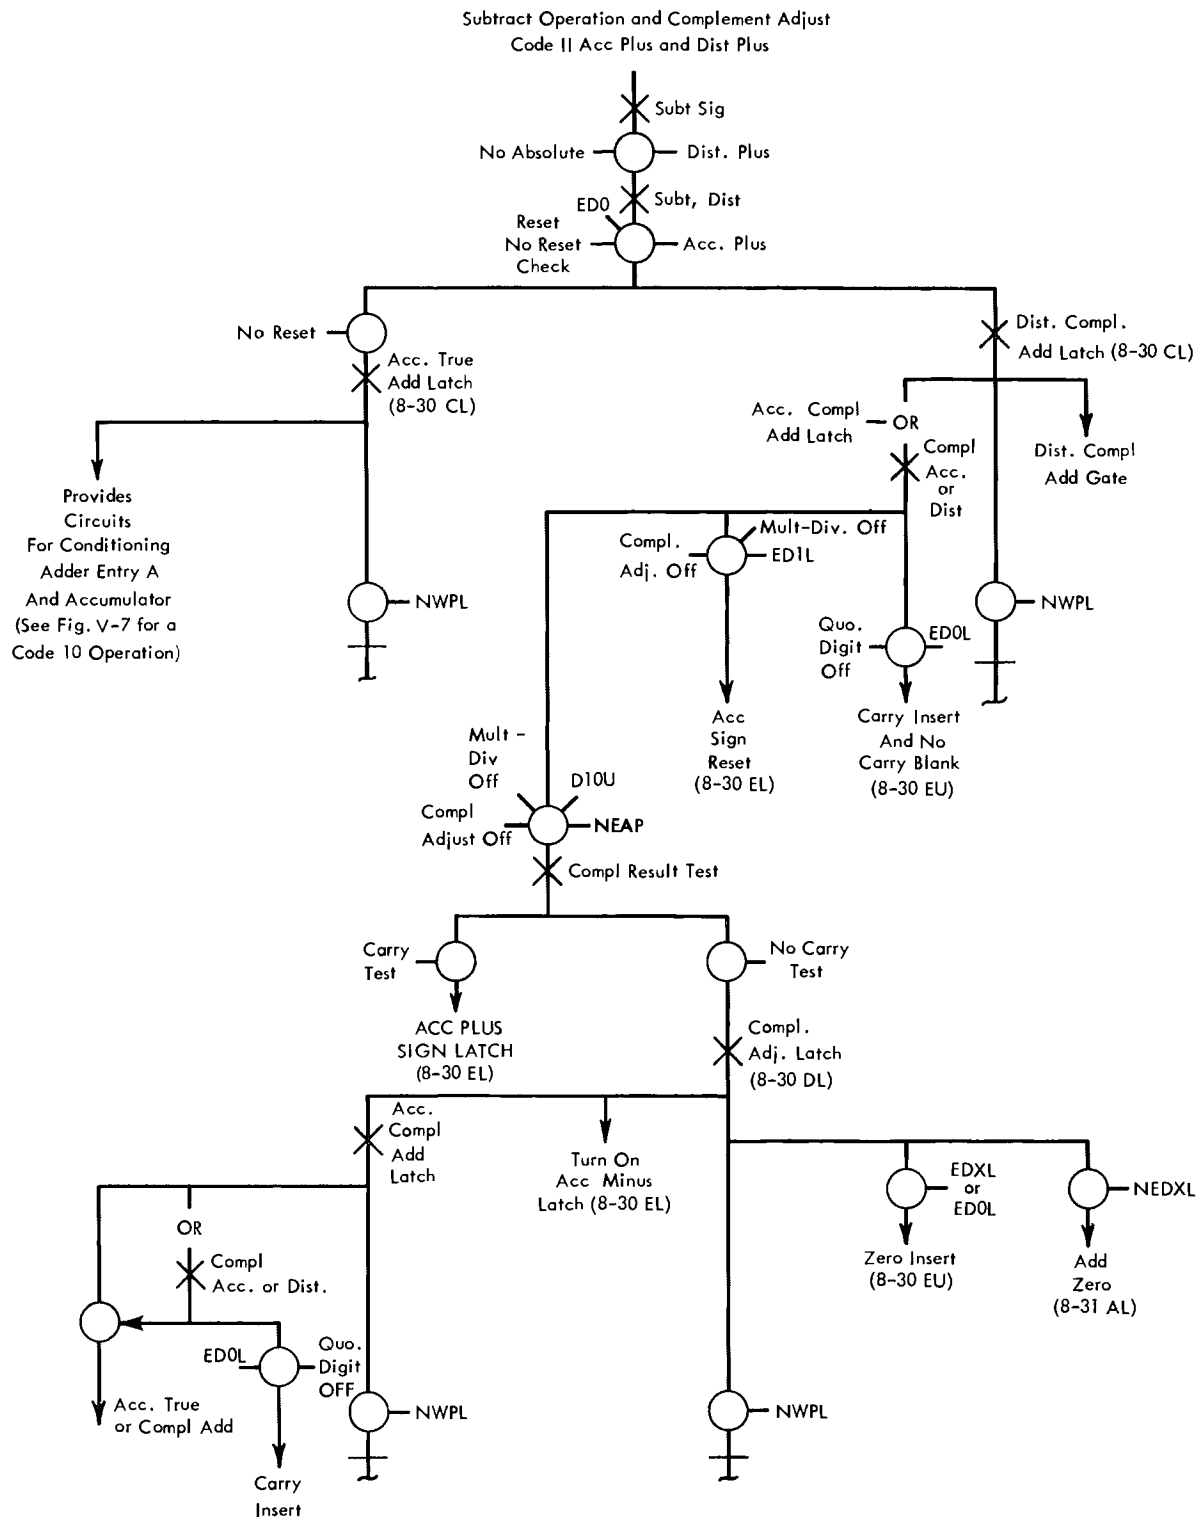 Subtract Operation and Complement Adjust
Code II Acc Plus and Dist Plus
Subt Sig
No Absolute
Dist. Plus
Subt, Dist
ED0
Reset
No Reset
Check
Acc. Plus
No Reset
Acc. True
Add Latch
(8-30 CL)
Dist. Compl.
Add Latch (8-30 CL)
Acc. Compl
Add Latch
OR
Compl
Acc.
or
Dist
Dist. Compl
Add Gate
Provides
Circuits
For Conditioning
Adder Entry A
And Accumulator
(See Fig. V-7 for a
Code 10 Operation)
NWPL
Compl.
Adj. Off
Mult-Div. Off
ED1L
NWPL
Quo.
Digit
Off
ED0L
Acc
Sign
Reset
(8-30 EL)
Carry Insert
And No
Carry Blank
(8-30 EU)
Mult -
Div
Off
D10U
Compl
Adjust Off
NEAP
Compl Result Test
Carry
Test
No Carry
Test
ACC PLUS
SIGN LATCH
(8-30 EL)
Compl.
Adj. Latch
(8-30 DL)
Acc.
Compl
Add
Latch
Turn On
Acc Minus
Latch (8-30 EL)
EDXL
or
ED0L
NEDXL
OR
Compl
Acc. or Dist.
Zero Insert
(8-30 EU)
Add
Zero
(8-31 AL)
ED0L
Quo.
Digit
OFF
Acc. True
or Compl Add
NWPL
NWPL
Carry
Insert